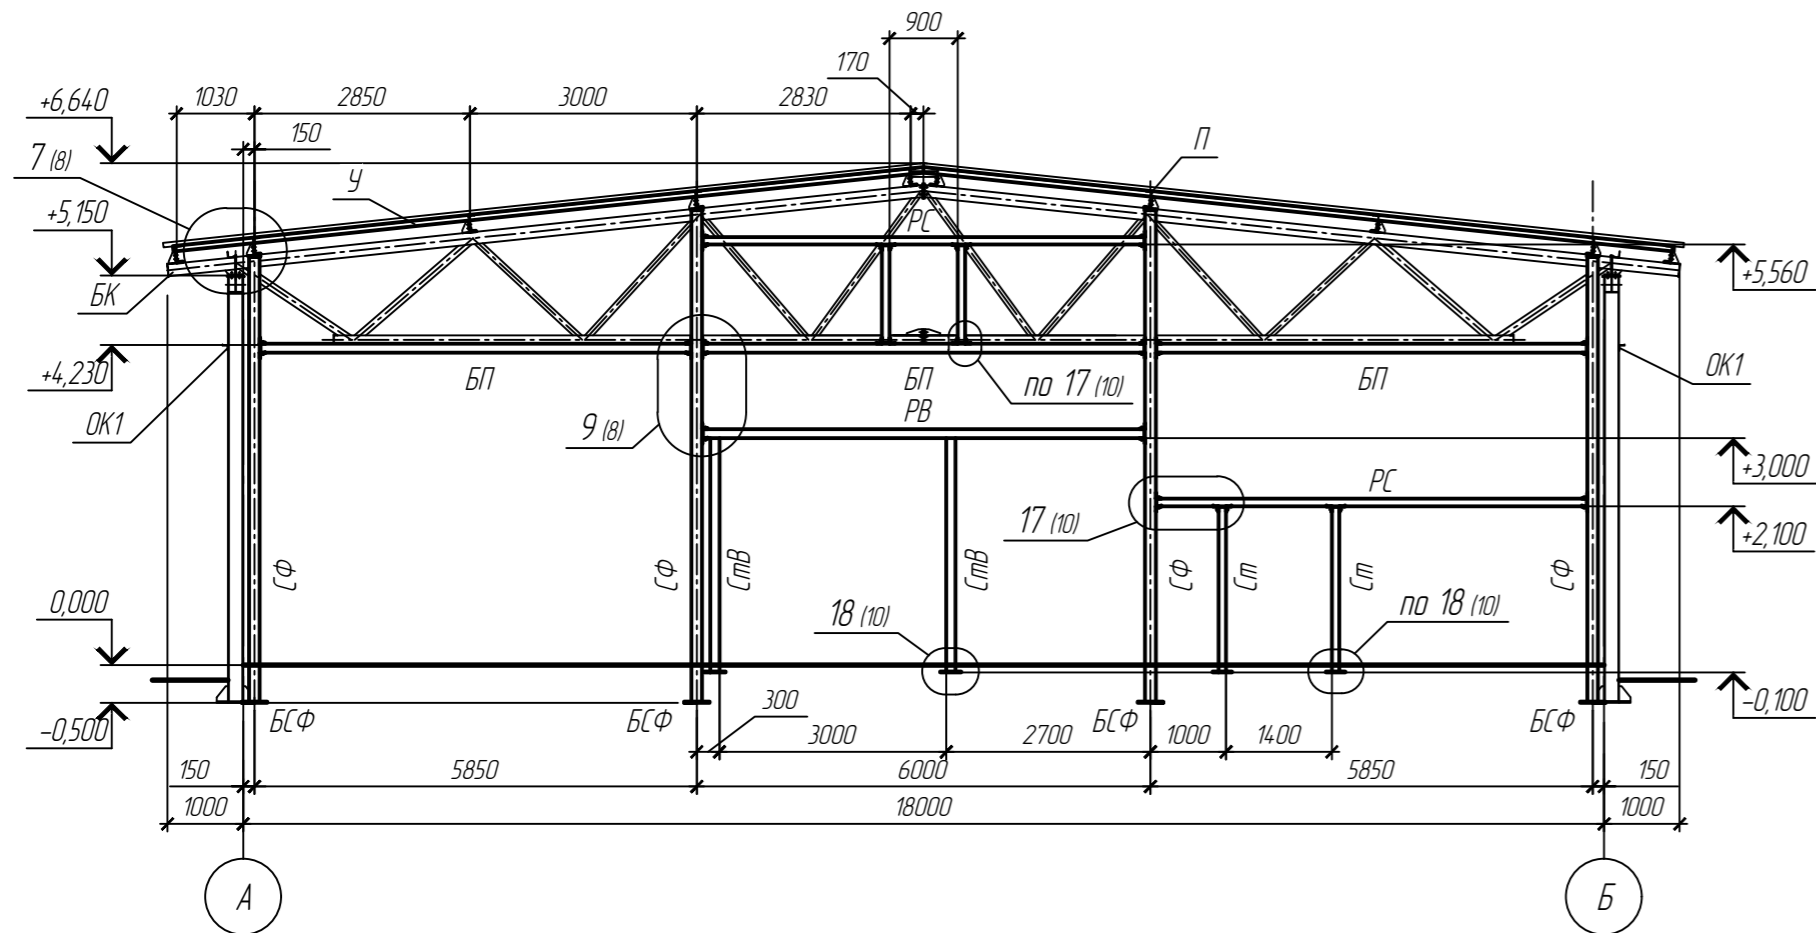 900
170
+6,640
1030
2850
3000
2830
150
7 (8)
У
П
+5,150
РС
БК
+5,560
+4,230
БП
БП
БП
ОК1
по 17 (10)
РВ
ОК1
9 (8)
+3,000
РС
17 (10)
+2,100
СФ
СФ
СтВ
СтВ
СФ
Ст
Ст
СФ
0,000
18 (10)
по 18 (10)
-0,500
БСФ
БСФ
300
БСФ
БСФ
-0,100
3000
2700
1000
1400
150
5850
6000
5850
150
1000
18000
1000
А
Б